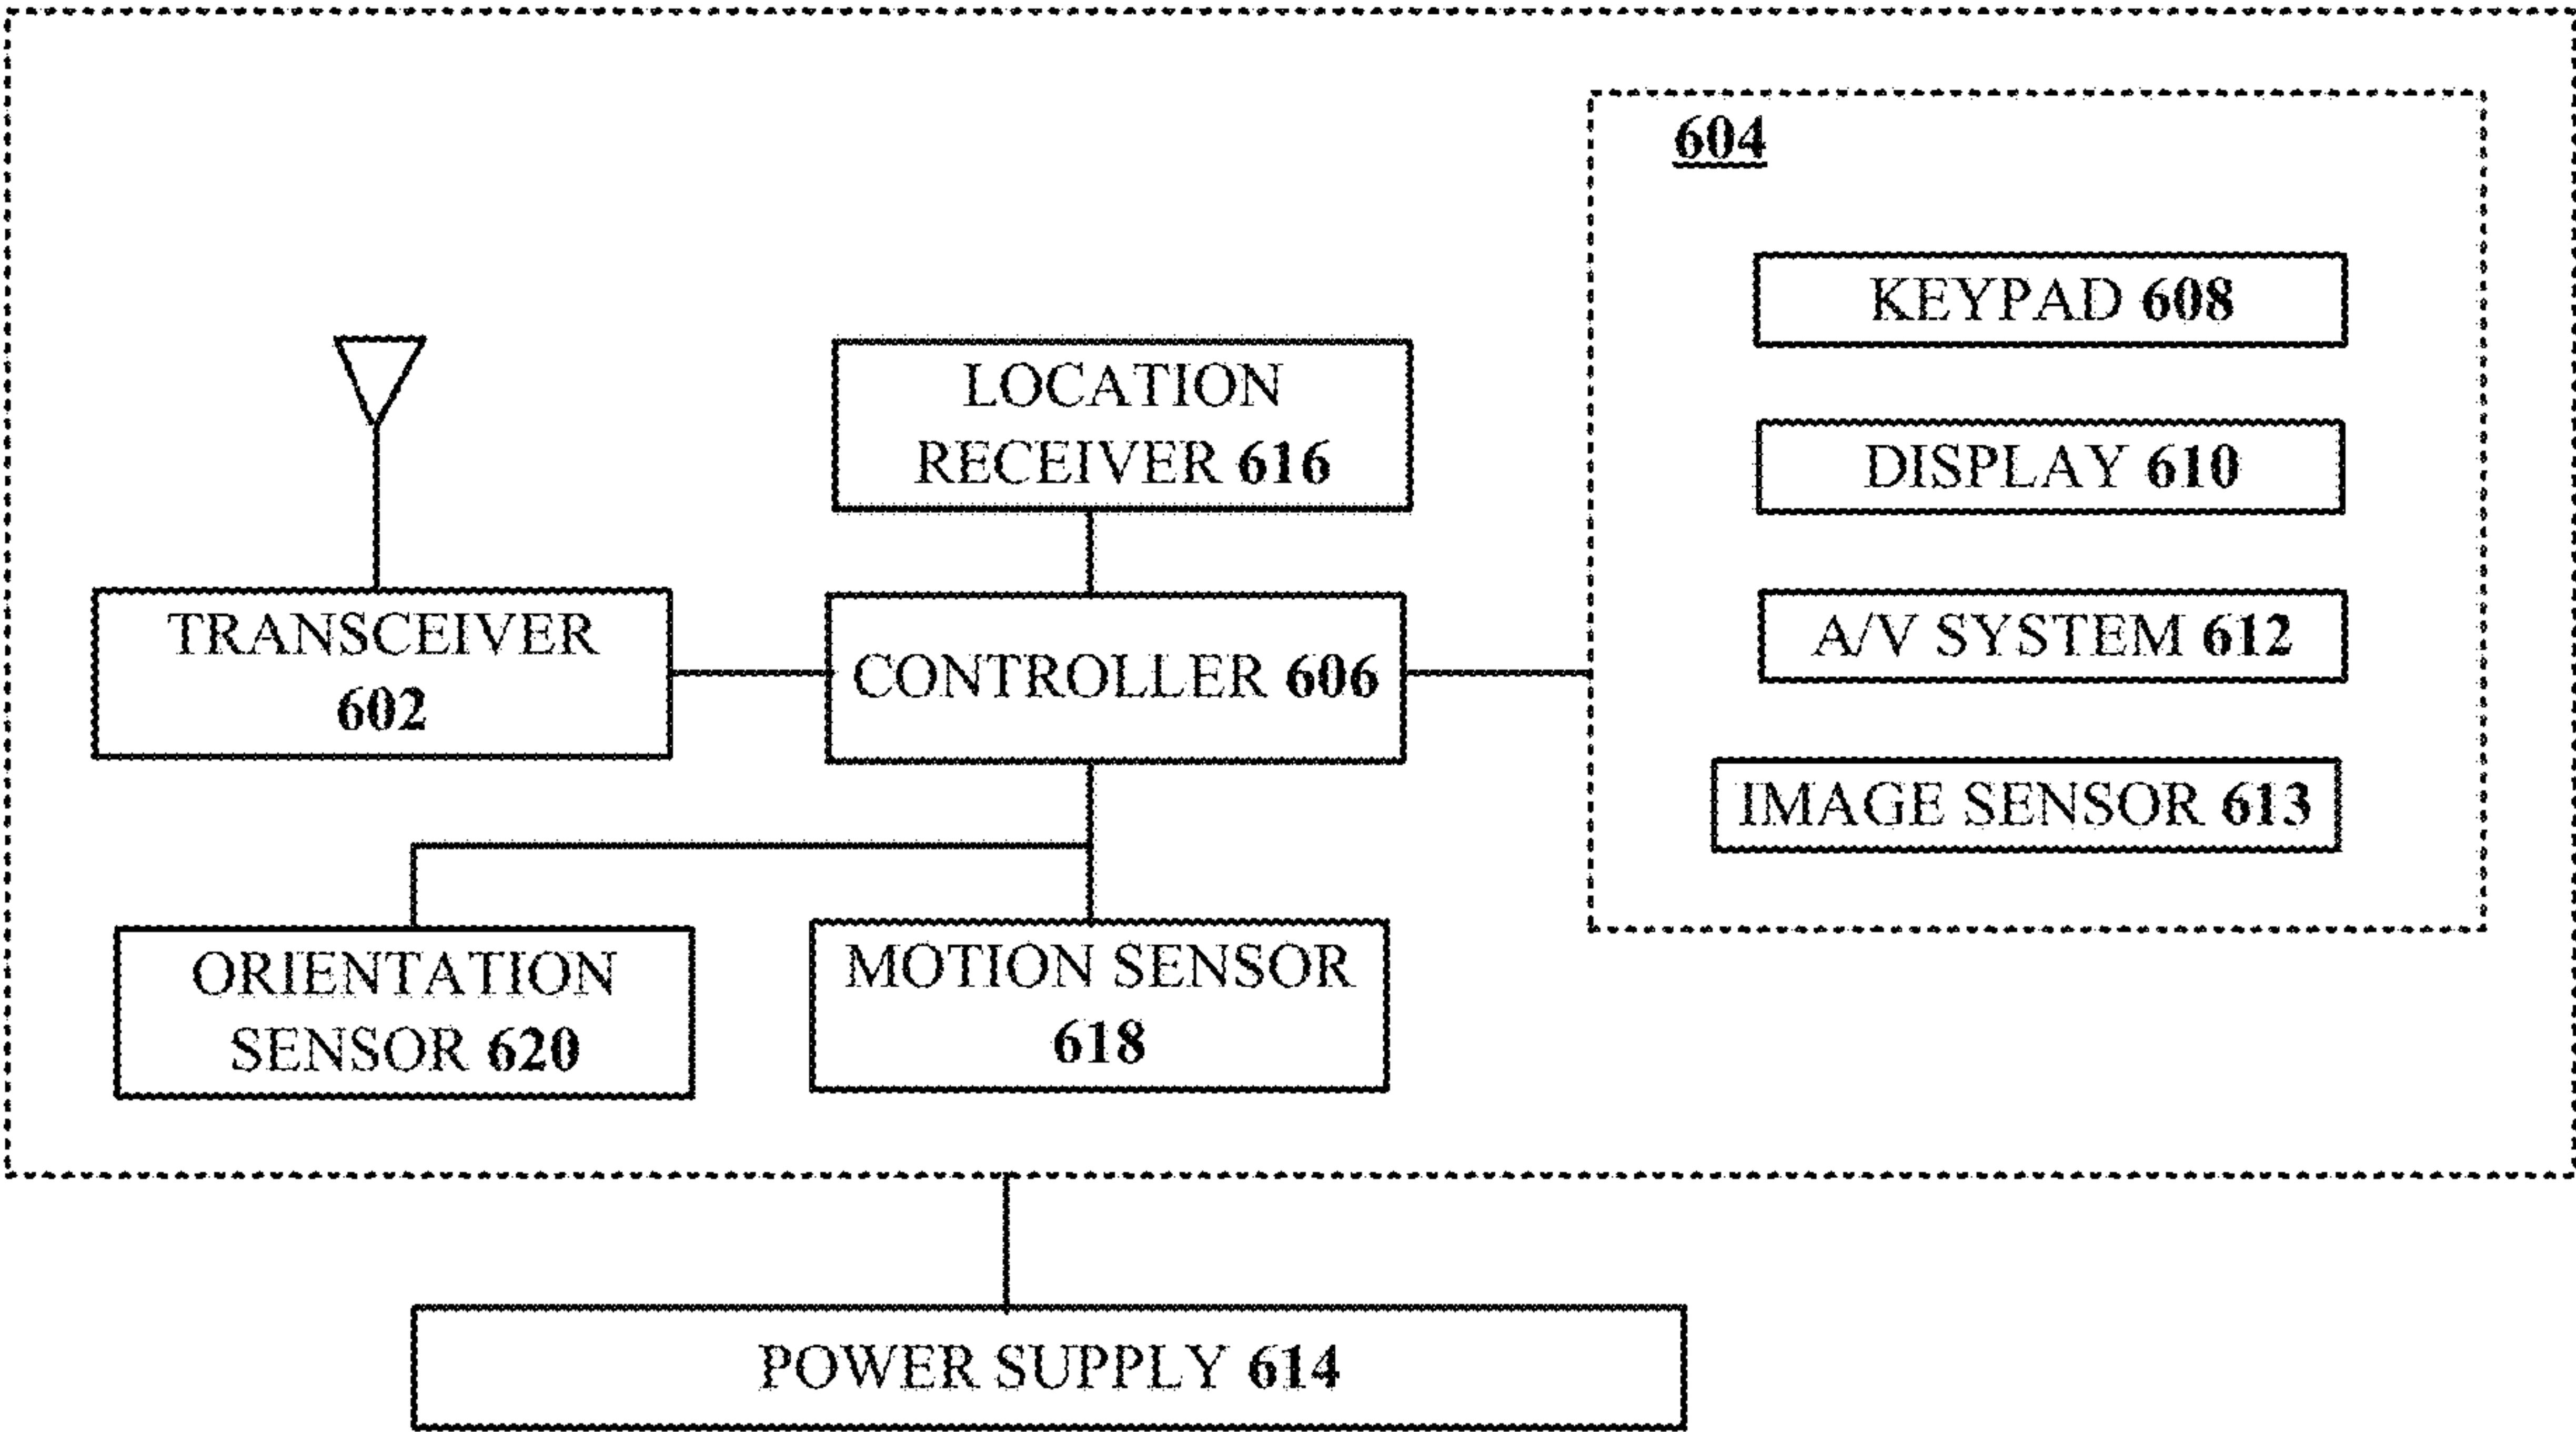 604
KEYPAD 608
DISPLAY 610
A/V SYSTEM 612
IMAGE SENSOR 613
LOCATION
RECEIVER 616
TRANSCEIVER
602
CONTROLLER 606
ORIENTATION
SENSOR 620
MOTION SENSOR
618
POWER SUPPLY 614